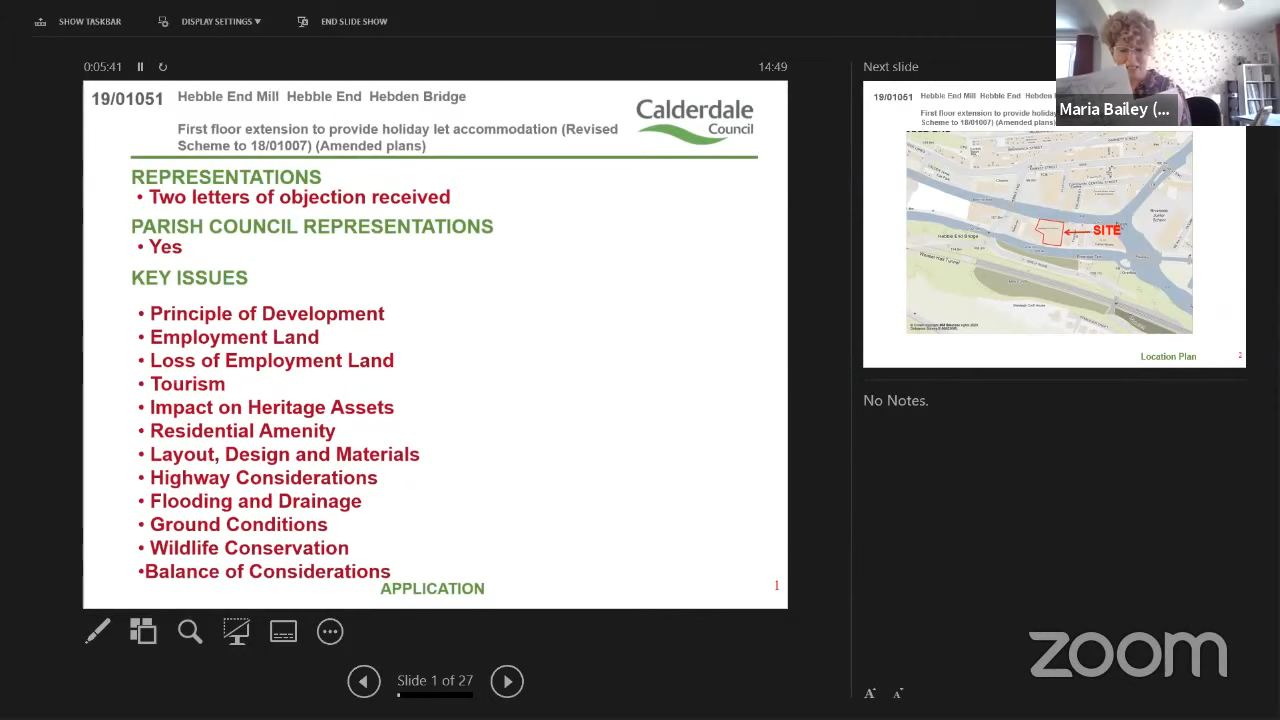 SHOW TASKBAR
DISPLAY SETTINGS ▼
END SLIDE SHOW
0:05:41
14:49
19/01051
Hebble End Mill Hebble End Hebden Bridge
First floor extension to provide holiday let accommodation (Revised
Scheme to 18/01007) (Amended plans)
Calderdale
Council
REPRESENTATIONS
• Two letters of objection received
PARISH COUNCIL REPRESENTATIONS
• Yes
KEY ISSUES
• Principle of Development
• Employment Land
• Loss of Employment Land
• Tourism
• Impact on Heritage Assets
• Residential Amenity
• Layout, Design and Materials
• Highway Considerations
• Flooding and Drainage
• Ground Conditions
• Wildlife Conservation
•Balance of Considerations
APPLICATION
1
Slide 1 of 27
Next slide
19/01051
Hebble End Mill Hebble End Hebden
First floor extension to provide holiday
Scheme to 18/01007) (Amended plans)
SITE
Hebble End Bridge
Location Plan
2
No Notes.
A
A
Maria Bailey (...
zoom